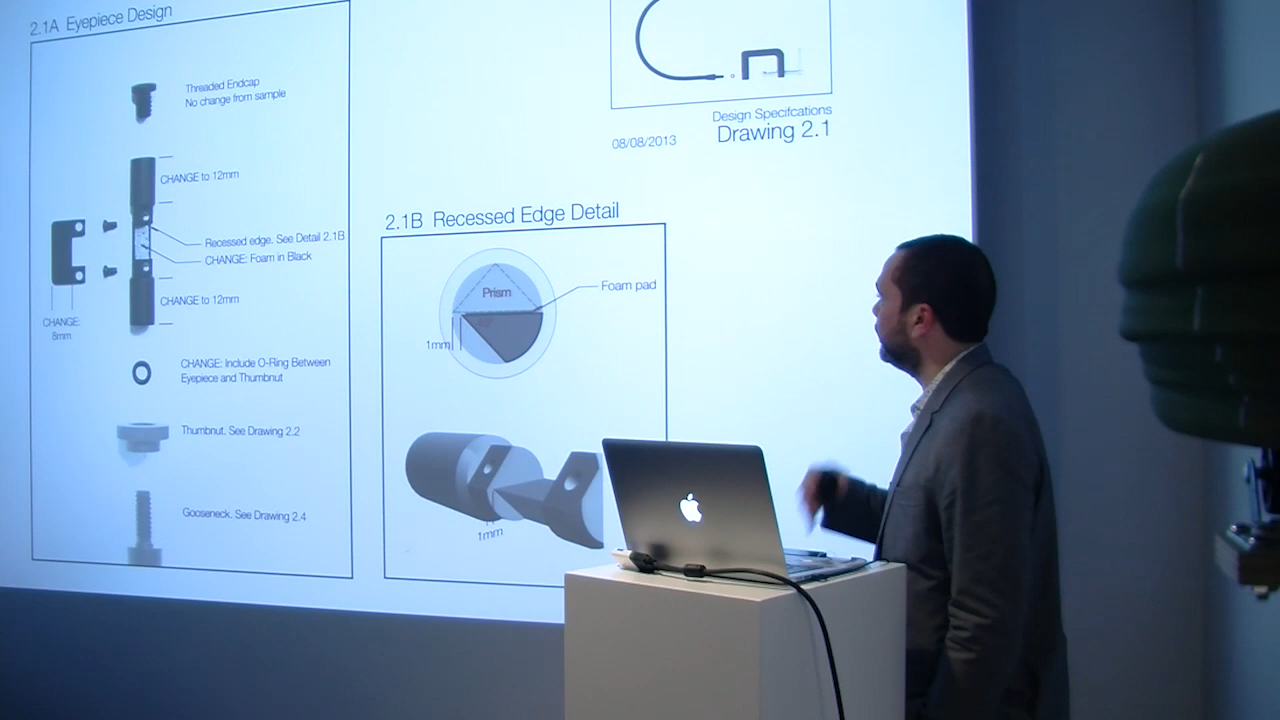 2.1A Eyepiece Design
Threaded Endcap
No change from sample
CHANGE to 12mm
Recessed edge. See Detail 2.1B
CHANGE: Foam in Black
CHANGE to 12mm
CHANGE:
8mm
CHANGE: Include O-Ring Between
Eyepiece and Thumbnut
Thumbnut. See Drawing 2.2
Gooseneck. See Drawing 2.4
Design Specifcations
08/08/2013 Drawing 2.1
2.1B Recessed Edge Detail
Prism
Foam pad
1mm
1mm